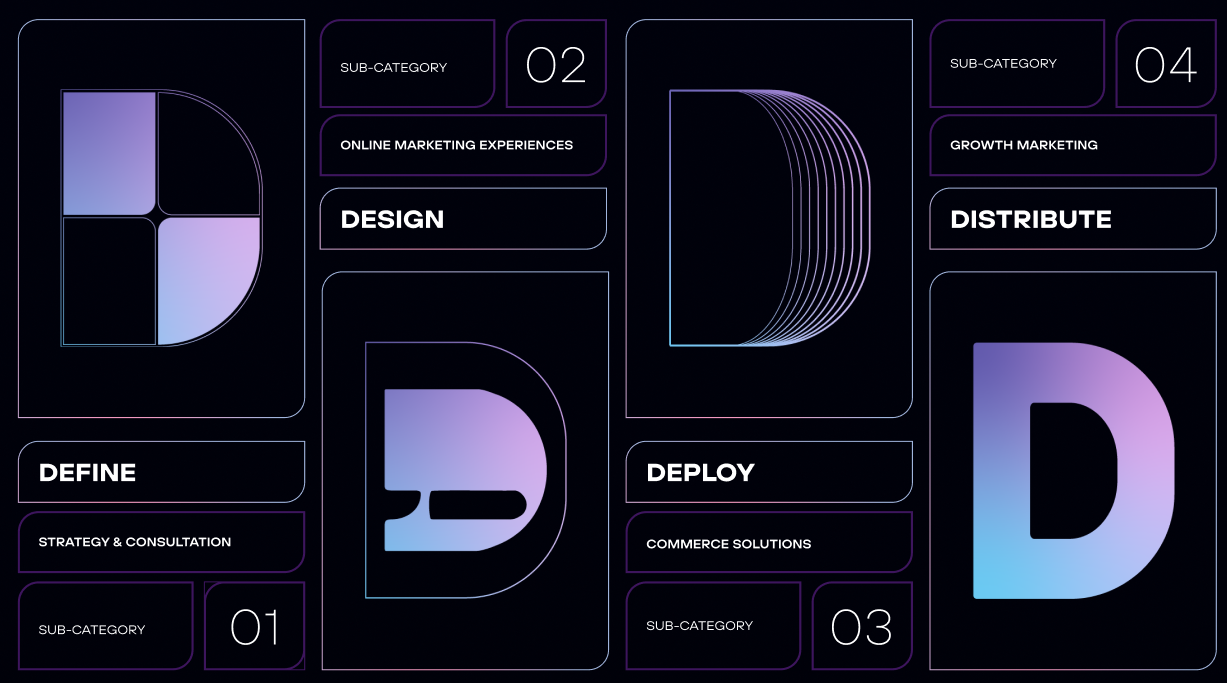 DEFINE
STRATEGY & CONSULTATION
SUB-CATEGORY
01
SUB-CATEGORY
02
ONLINE MARKETING EXPERIENCES
DESIGN
DEPLOY
COMMERCE SOLUTIONS
SUB-CATEGORY
03
SUB-CATEGORY
04
GROWTH MARKETING
DISTRIBUTE
D